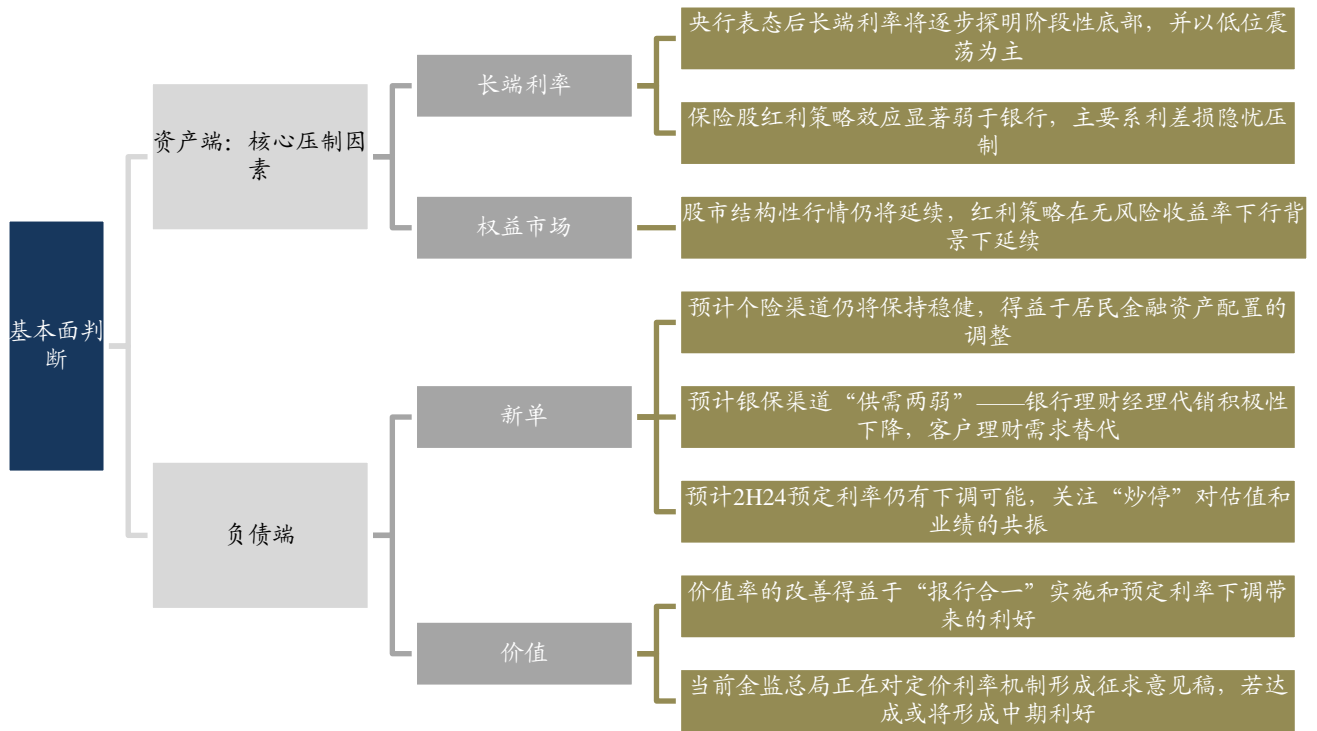 基本面判
断
资产端：核心压制因
素
长端利率
央行表态后长端利率将逐步探明阶段性底部，并以低位震
荡为主
保险股红利策略效应显著弱于银行，主要系利差损隐忧压
制
权益市场
股市结构性行情仍将延续，红利策略在无风险收益率下行背
景下延续
负债端
新单
预计个险渠道仍将保持稳健，得益于居民金融资产配置的
调整
预计银保渠道“供需两弱”——银行理财经理代销积极性
下降，客户理财需求替代
预计2H24预定利率仍有下调可能，关注“炒停”对估值和
业绩的共振
价值
价值率的改善得益于“报行合一”实施和预定利率下调带
来的利好
当前金监总局正在对定价利率机制形成征求意见稿，若达
成或将形成中期利好